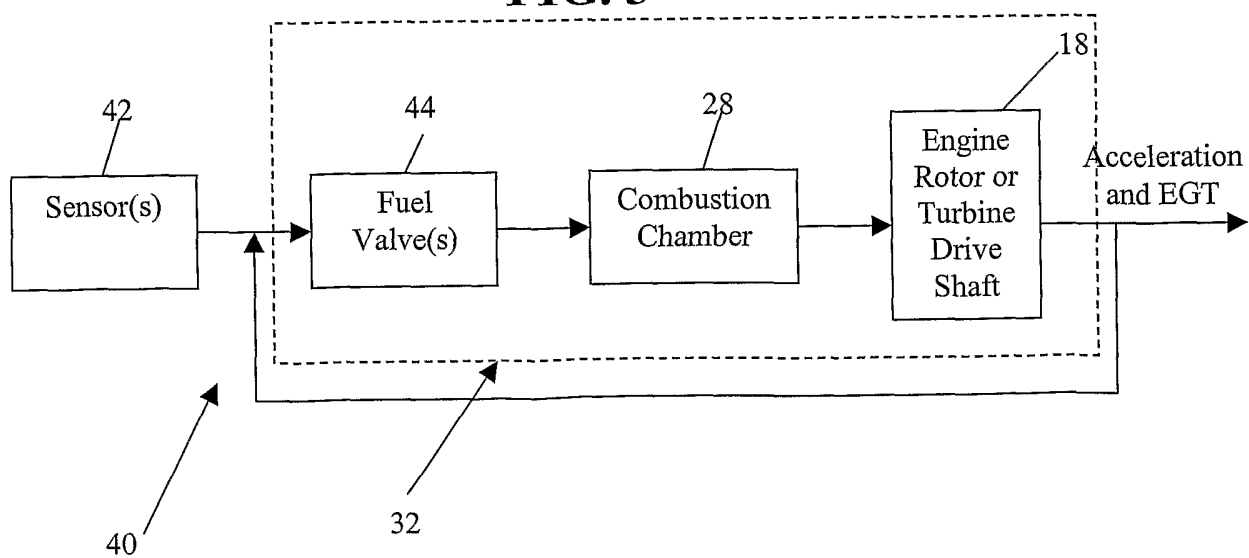 42
44
28
18
Sensor(s)
Fuel
Valve(s)
Combustion
Chamber
Engine
Rotor or
Turbine
Drive
Shaft
Acceleration
and EGT
32
40